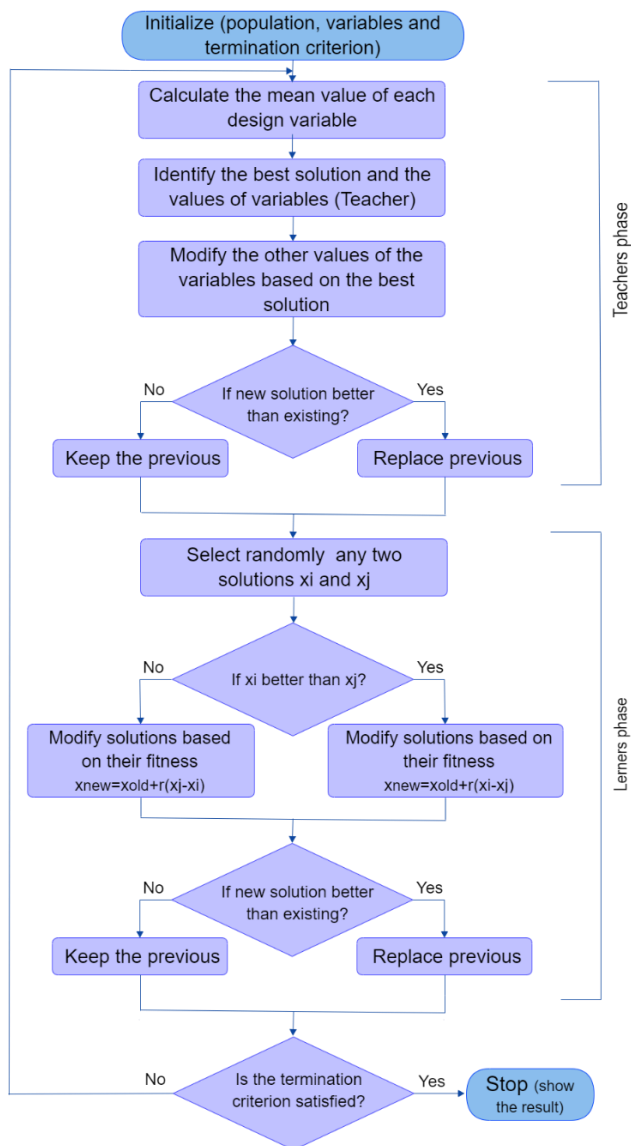 Initialize (population, variables and
termination criterion)
Calculate the mean value of each
design variable
Identify the best solution and the
values of variables (Teacher)
Modify the other values of the
variables based on the best
solution
If new solution better
than existing?
No
Yes
Keep the previous
Replace previous
Teachers phase
Select randomly any two
solutions xi and xj
If xi better than xj?
No
Yes
Modify solutions based
on their fitness
xnew=xold+r(xj-xi)
Modify solutions based on
their fitness
xnew=xold+r(xi-xj)
If new solution better
than existing?
No
Yes
Keep the previous
Replace previous
Lerners phase
Is the termination
criterion satisfied?
No
Yes
Stop (show
the result)